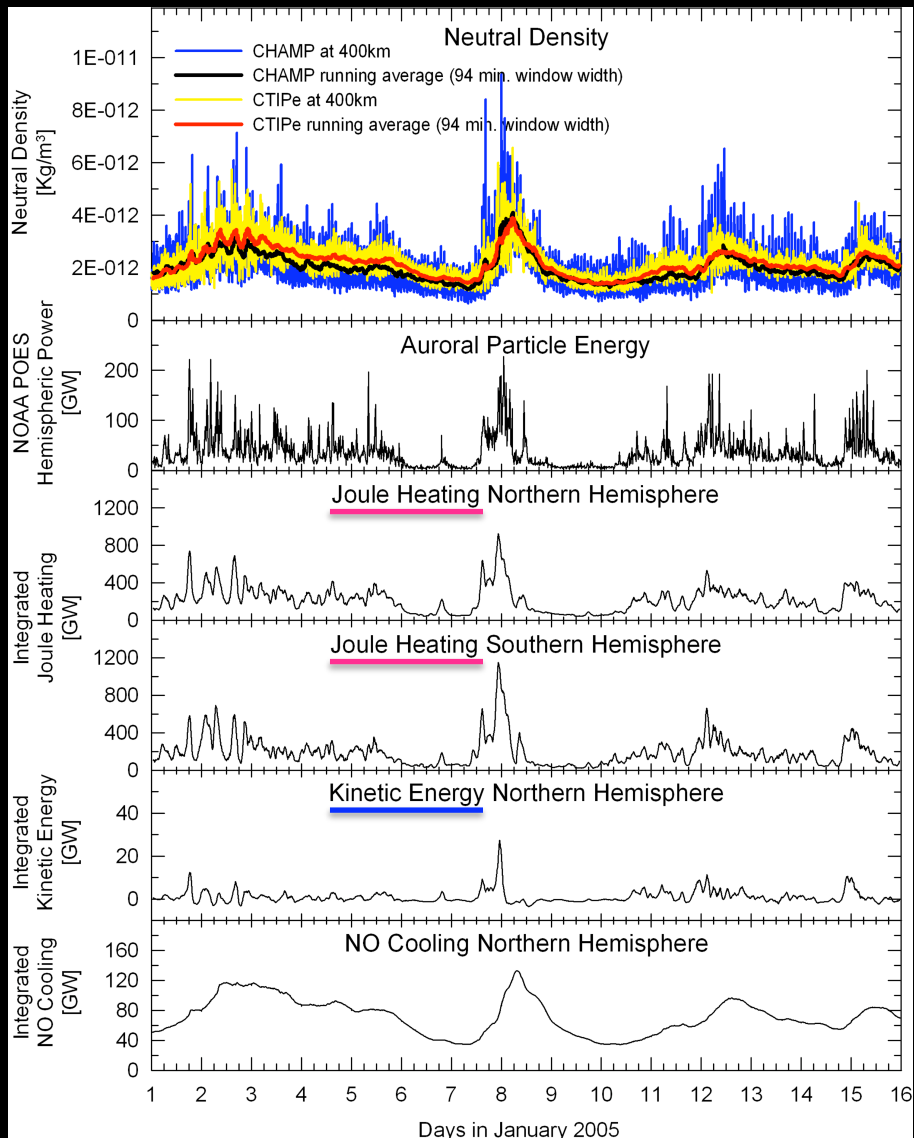 Neutral Density
CHAMP at 400km
CHAMP running average (94 min. window width)
CTIPe at 400km
CTIPe running average (94 min. window width)
Neutral Density
[Kg/m³]
1E-011
8E-012
6E-012
4E-012
2E-012
0
Auroral Particle Energy
NOAA POES
Hemispheric Power
[GW]
200
100
0
Joule Heating Northern Hemisphere
Integrated
Joule Heating
[GW]
1200
800
400
0
Joule Heating Southern Hemisphere
1200
800
400
0
Kinetic Energy Northern Hemisphere
Integrated
Kinetic Energy
[GW]
40
20
0
NO Cooling Northern Hemisphere
Integrated
NO Cooling
[GW]
160
120
80
40
0
1 2 3 4 5 6 7 8 9 10 11 12 13 14 15 16
Days in January 2005